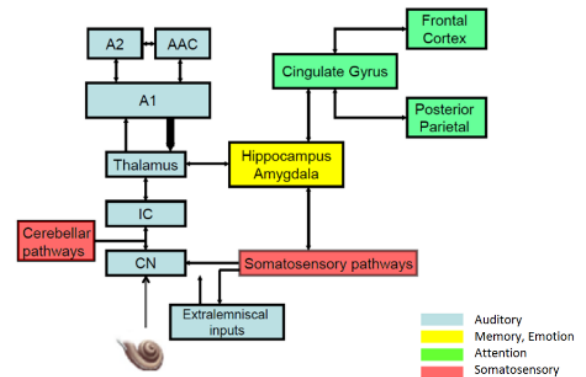 Frontal
Cortex
A2
AAC
Cingulate Gyrus
A1
Posterior
Parietal
Thalamus
Hippocampus
Amygdala
IC
Cerebellar
pathways
CN
Somatosensory pathways
Extralemniscal
inputs
Auditory
Memory, Emotion
Attention
Somatosensory